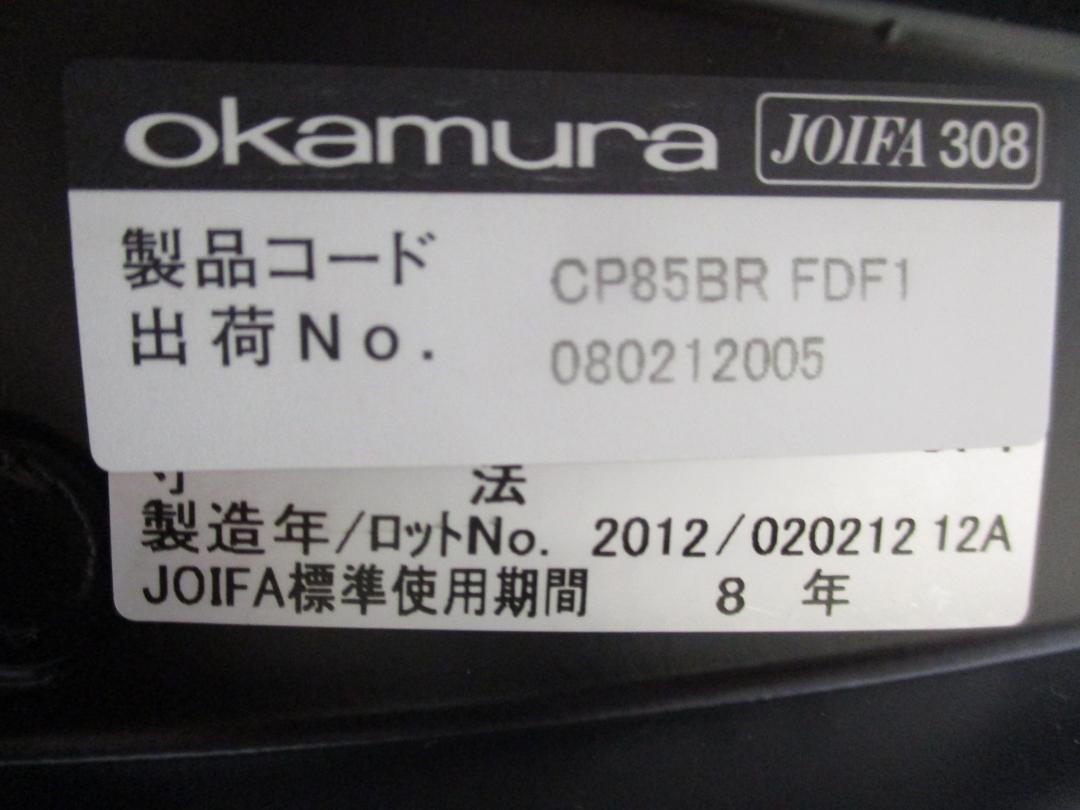 okamura JOIFA 308
製品コード CP85BR FDF1
出荷No. 080212005
寸 法
製造年/ロットNo. 2012/020212 12A
JOIFA標準使用期間 8 年